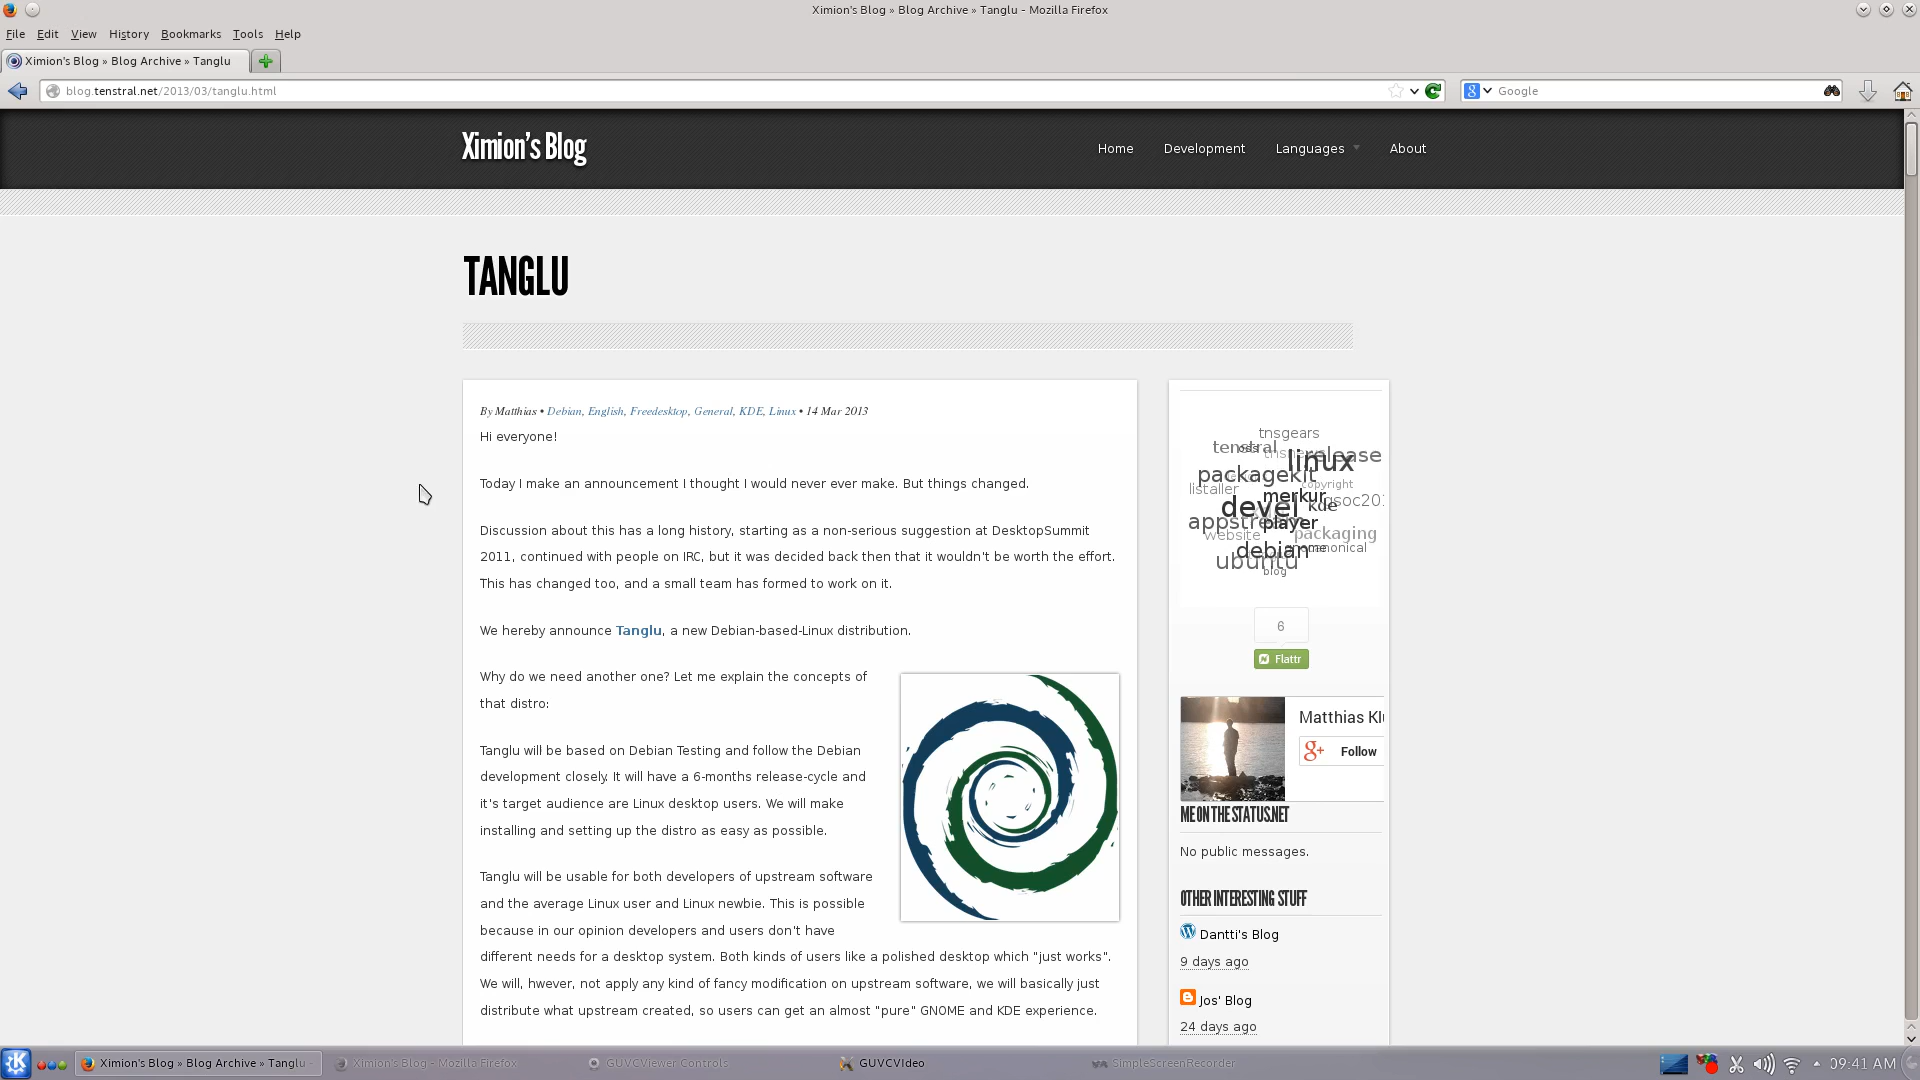 Ximion's Blog » Blog Archive » Tanglu - Mozilla Firefox
File Edit View History Bookmarks Tools Help
Ximion's Blog » Blog Archive » Tanglu
blog.tenstral.net/2013/03/tanglu.html
Google
Ximion's Blog
Home Development Languages About
TANGLU
By Matthias • Debian, English, Freedesktop, General, KDE, Linux • 14 Mar 2013
Hi everyone!
Today I make an announcement I thought I would never ever make. But things changed.
Discussion about this has a long history, starting as a non-serious suggestion at DesktopSummit
2011, continued with people on IRC, but it was decided back then that it wouldn't be worth the effort.
This has changed too, and a small team has formed to work on it.
We hereby announce Tanglu, a new Debian-based-Linux distribution.
Why do we need another one? Let me explain the concepts of
that distro:
Tanglu will be based on Debian Testing and follow the Debian
development closely. It will have a 6-months release-cycle and
it's target audience are Linux desktop users. We will make
installing and setting up the distro as easy as possible.
Tanglu will be usable for both developers of upstream software
and the average Linux user and Linux newbie. This is possible
because in our opinion developers and users don't have
different needs for a desktop system. Both kinds of users like a polished desktop which "just works".
We will, hwever, not apply any kind of fancy modification on upstream software, we will basically just
distribute what upstream created, so users can get an almost "pure" GNOME and KDE experience.
tnsgears
tenstral
linux release
packagekit
copyright
listaller
merkur
devel kde
appstream player
website packaging
debian
ubuntu
blog
6
Flattr
Matthias Kl
g+ Follow
ME ON THE STATUS.NET
No public messages.
OTHER INTERESTING STUFF
Dantti's Blog
9 days ago
Jos' Blog
24 days ago
Ximion's Blog » Blog Archive » Tanglu - Ximion's Blog - Mozilla Firefox GUVCViewer Controls GUVCVideo SimpleScreenRecorder 09:41 AM